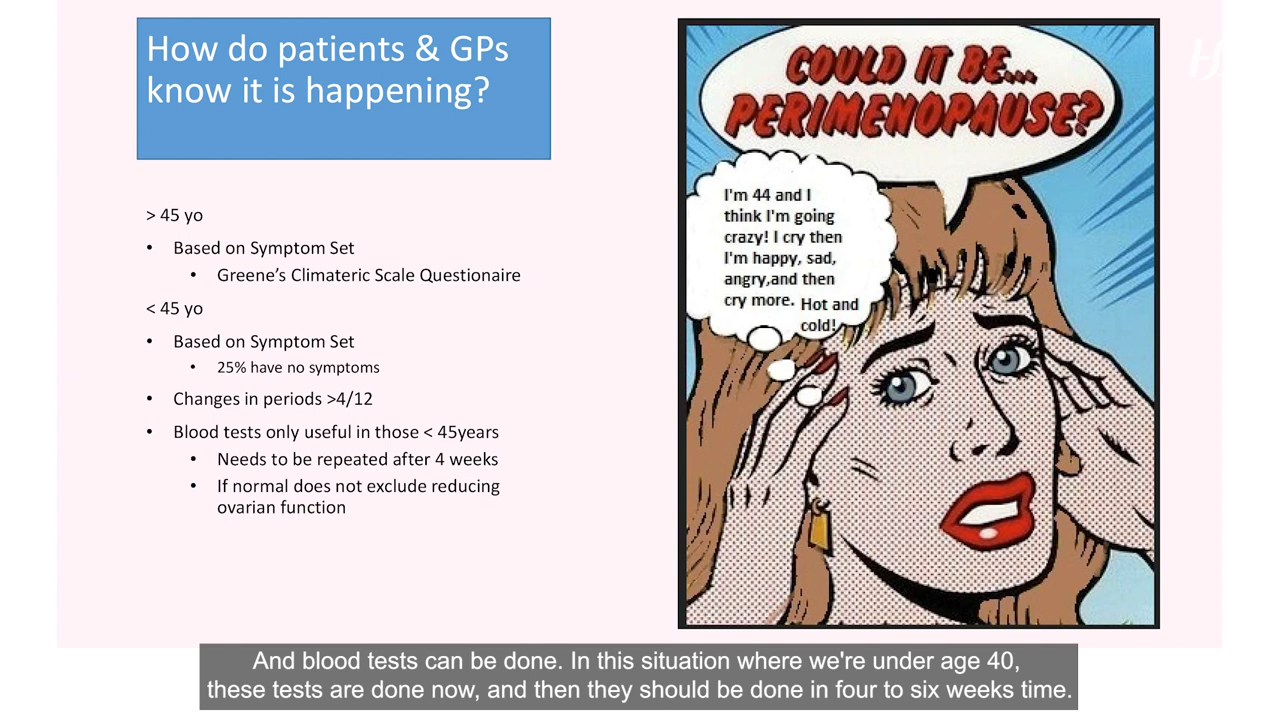 How do patients & GPs
know it is happening?
> 45 yo
• Based on Symptom Set
• Greene's Climateric Scale Questionaire
< 45 yo
• Based on Symptom Set
• 25% have no symptoms
• Changes in periods >4/12
• Blood tests only useful in those < 45years
• Needs to be repeated after 4 weeks
• If normal does not exclude reducing
ovarian function
COULD IT BE...
PERIMENOPAUSE?
I'm 44 and I
think I'm going
crazy! I cry then
I'm happy, sad,
angry,and then
cry more. Hot and
cold!
And blood tests can be done. In this situation where we're under age 40,
these tests are done now, and then they should be done in four to six weeks time.